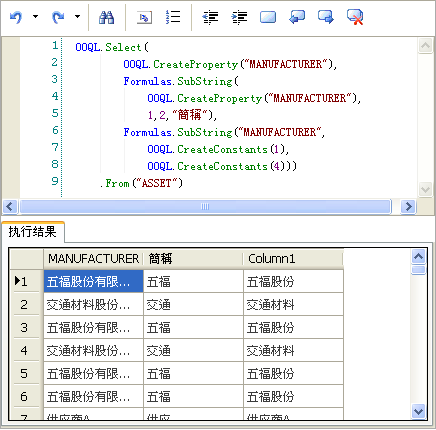 1 OOQL.Select(
2 OOQL.CreateProperty("MANUFACTURER"),
3 Formulas.SubString(
4 OOQL.CreateProperty("MANUFACTURER"),
5 1,2,"簡稱"),
6 Formulas.SubString("MANUFACTURER",
7 OOQL.CreateConstants(1),
8 OOQL.CreateConstants(4)))
9 .From("ASSET")
执行结果
MANUFACTURER 簡稱 Column1
1 五福股份有限... 五福 五福股份
2 交通材料股份... 交通 交通材料
3 五福股份有限... 五福 五福股份
4 交通材料股份... 交通 交通材料
5 五福股份有限... 五福 五福股份
6 五福股份有限... 五福 五福股份
7 供应商A 供应 供应商A